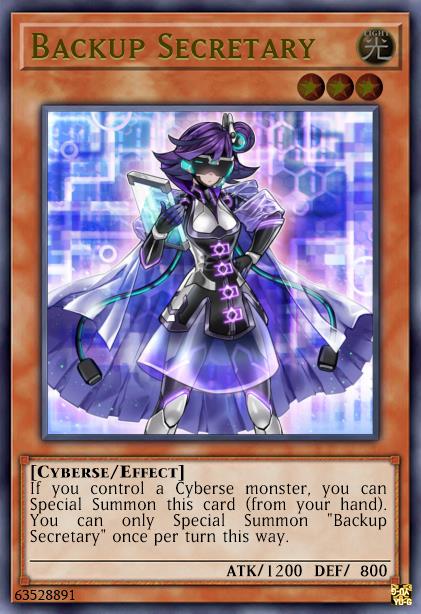 BACKUP SECRETARY
LIGHT
光
[CYBERSE/EFFECT]
If you control a Cyberse monster, you can
Special Summon this card (from your hand).
You can only Special Summon "Backup
Secretary" once per turn this way.
ATK/1200 DEF/ 800
63528891